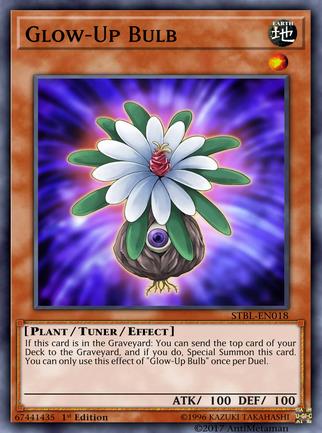 Glow-Up Bulb
EARTH
地
STBL-EN018
[Plant / Tuner / Effect]
If this card is in the Graveyard: You can send the top card of your
Deck to the Graveyard, and if you do, Special Summon this card.
You can only use this effect of "Glow-Up Bulb" once per Duel.
ATK/ 100 DEF/ 100
67441435 1st Edition ©1996 KAZUKI TAKAHASHI
©2017 AntiMetaman